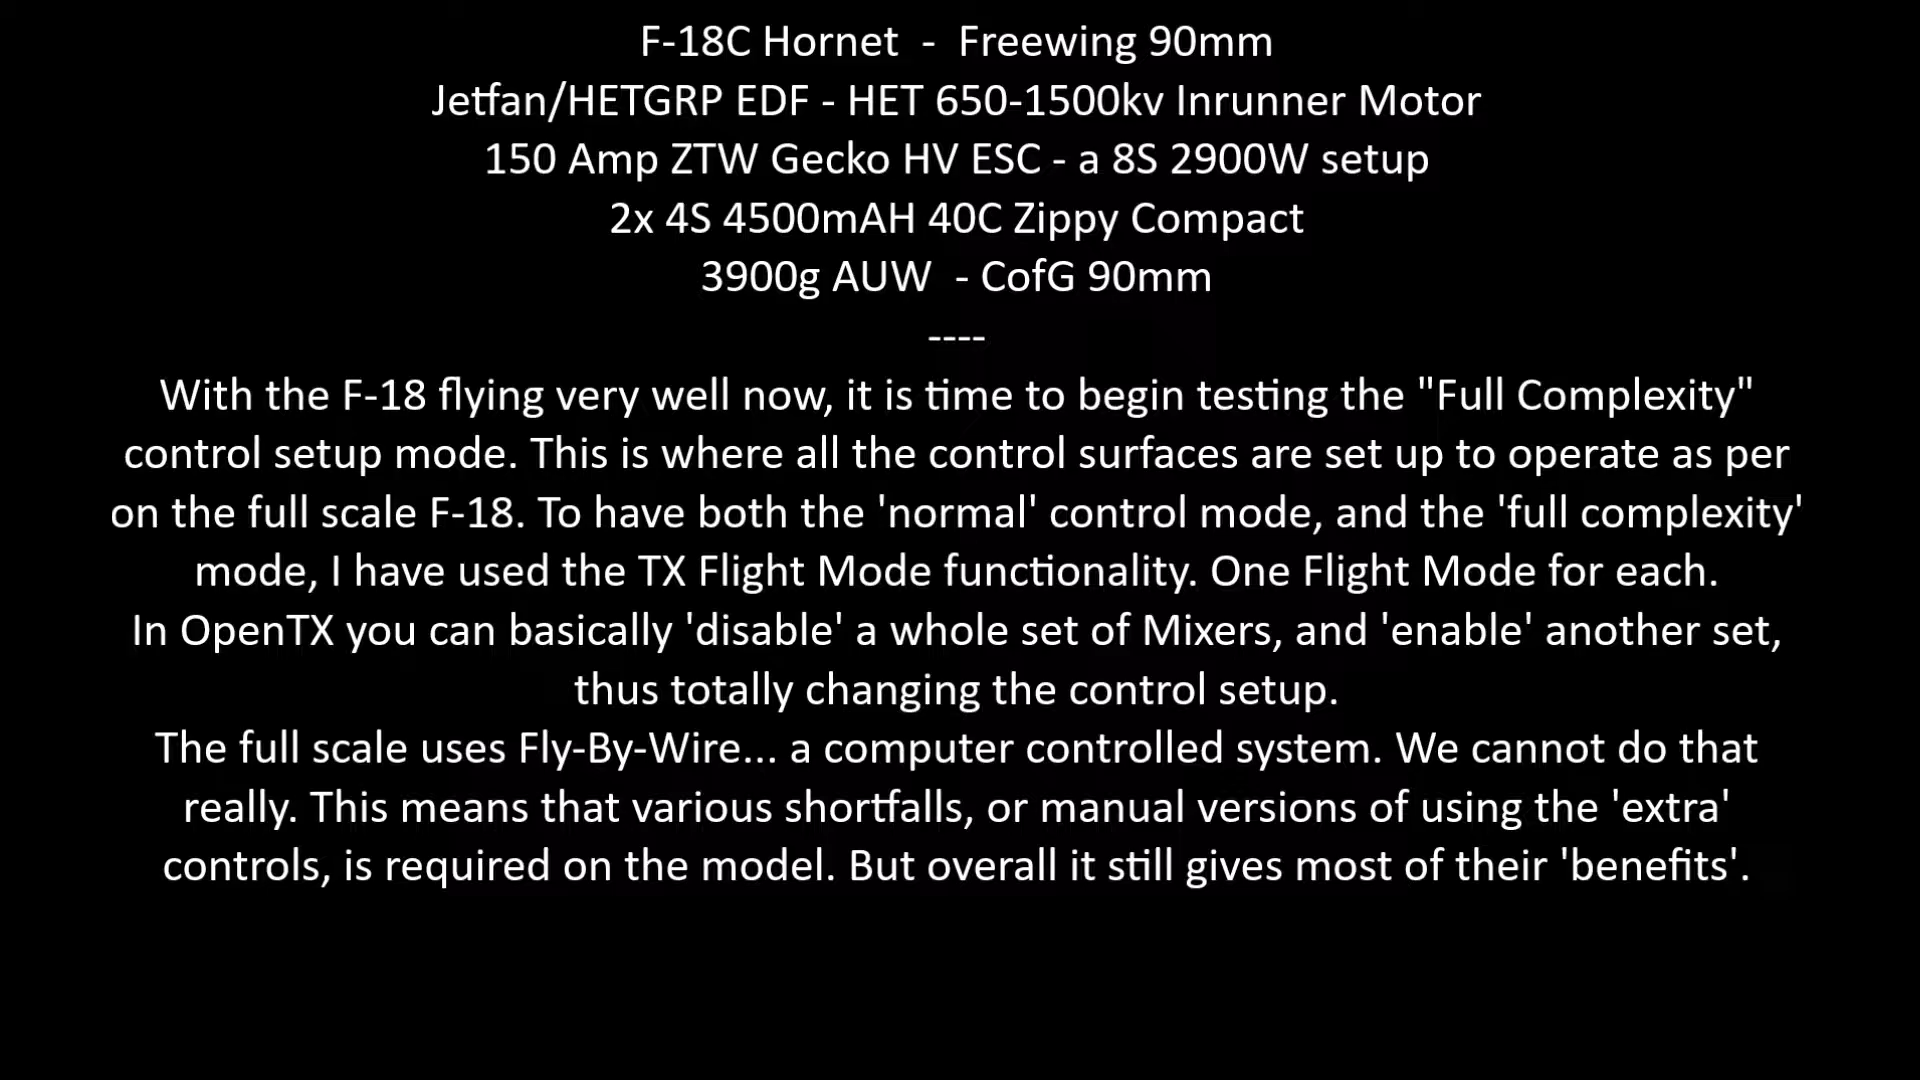 F-18C Hornet  -  Freewing 90mm
Jetfan/HETGRP EDF - HET 650-1500kv Inrunner Motor
150 Amp ZTW Gecko HV ESC - a 8S 2900W setup
2x 4S 4500mAH 40C Zippy Compact
3900g AUW  - CofG 90mm
----
With the F-18 flying very well now, it is time to begin testing the "Full Complexity"
control setup mode. This is where all the control surfaces are set up to operate as per
on the full scale F-18. To have both the 'normal' control mode, and the 'full complexity'
mode, I have used the TX Flight Mode functionality. One Flight Mode for each.
In OpenTX you can basically 'disable' a whole set of Mixers, and 'enable' another set,
thus totally changing the control setup.
The full scale uses Fly-By-Wire... a computer controlled system. We cannot do that
really. This means that various shortfalls, or manual versions of using the 'extra'
controls, is required on the model. But overall it still gives most of their 'benefits'.